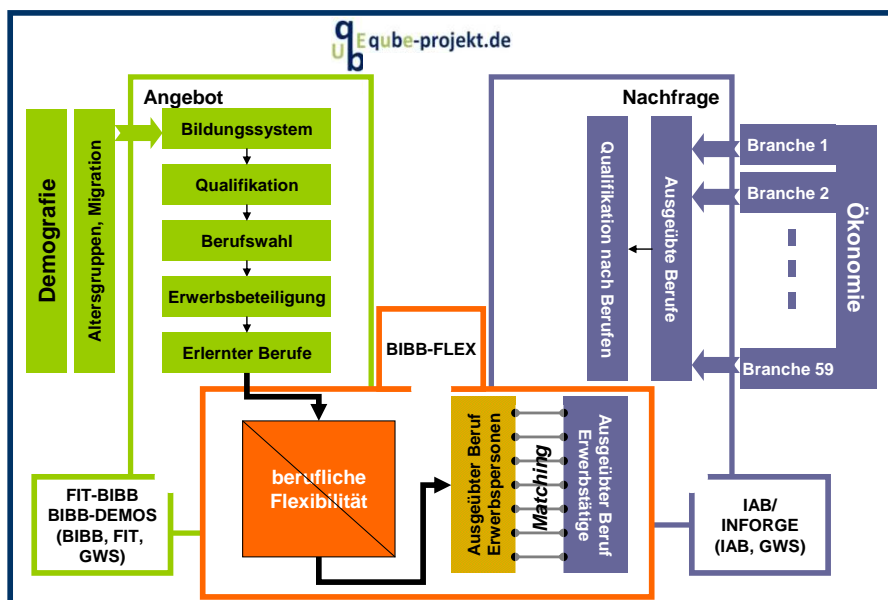 qube
qube-projekt.de
Angebot
Demografie
Altersgruppen, Migration
Bildungssystem
Qualifikation
Berufswahl
Erwerbsbeteiligung
Erlernter Berufe
Nachfrage
Qualifikation nach Berufen
Ausgeübte Berufe
Branche 1
Branche 2
Branche 59
Ökonomie
BIBB-FLEX
berufliche
Flexibilität
Ausgeübter Beruf
Erwerbspersonen
Matching
Ausgeübter Beruf
Erwerbstätige
FIT-BIBB
BIBB-DEMOS
(BIBB, FIT,
GWS)
IAB/
INFORGE
(IAB, GWS)